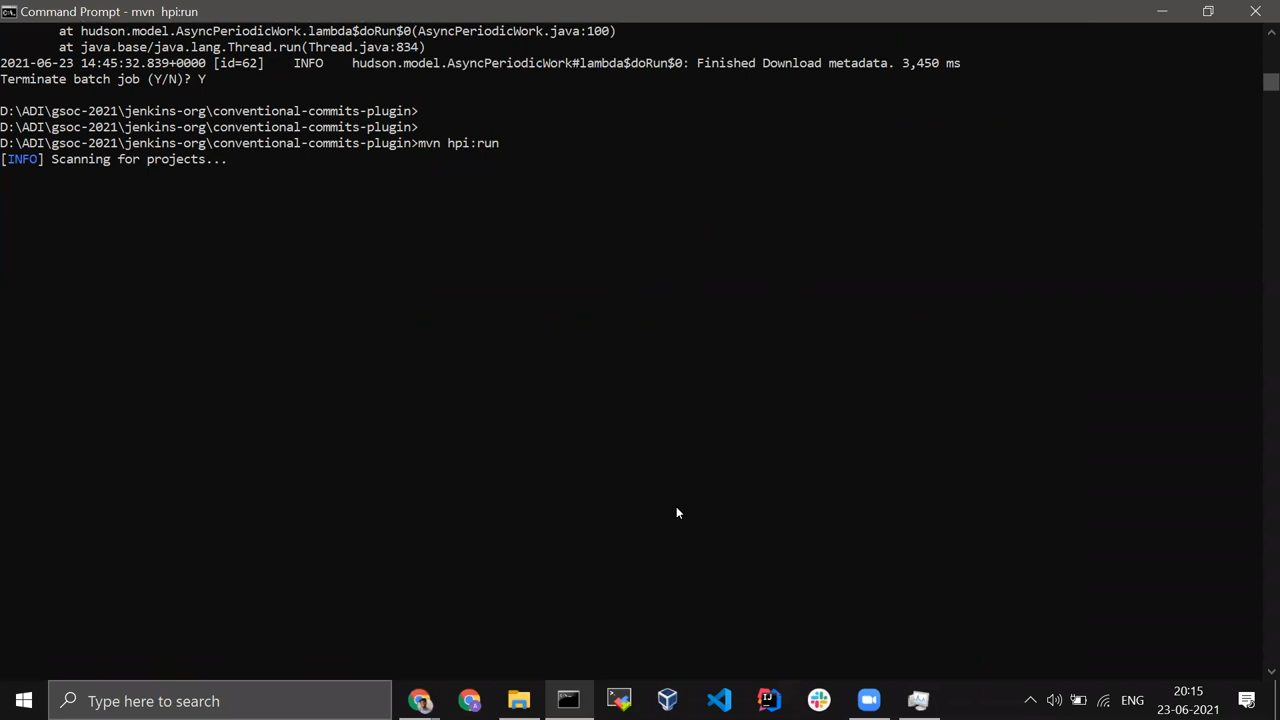 Command Prompt - mvn  hpi:run
at hudson.model.AsyncPeriodicWork.lambda$doRun$0(AsyncPeriodicWork.java:100)
at java.base/java.lang.Thread.run(Thread.java:834)
2021-06-23 14:45:32.839+0000 [id=62]    INFO    hudson.model.AsyncPeriodicWork#lambda$doRun$0: Finished Download metadata. 3,450 ms
Terminate batch job (Y/N)? Y
D:\ADI\gsoc-2021\jenkins-org\conventional-commits-plugin>
D:\ADI\gsoc-2021\jenkins-org\conventional-commits-plugin>
D:\ADI\gsoc-2021\jenkins-org\conventional-commits-plugin>mvn hpi:run
[INFO] Scanning for projects...
Type here to search
ENG
20:15
23-06-2021